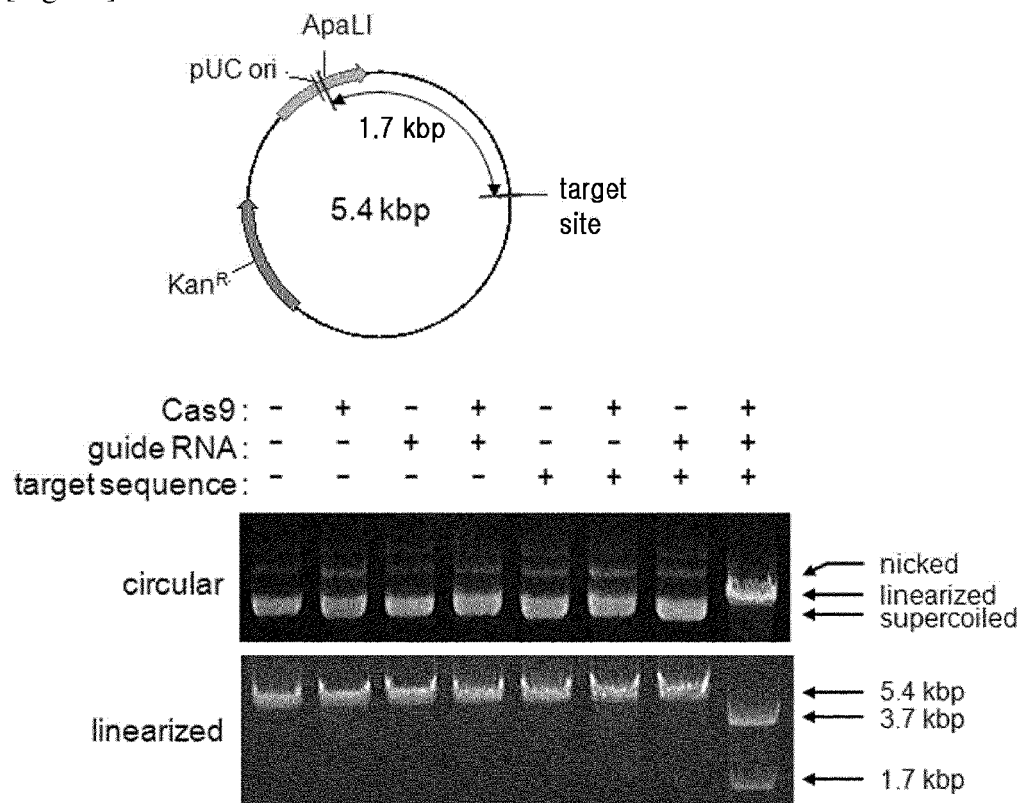 ApaLI
pUC ori
1.7 kbp
5.4 kbp
target
site
Kan^R
Cas9 : - + - + - + - +
guide RNA : - - + + - - + +
target sequence : - - - - + + + +
circular
nicked
linearized
supercoiled
linearized
5.4 kbp
3.7 kbp
1.7 kbp